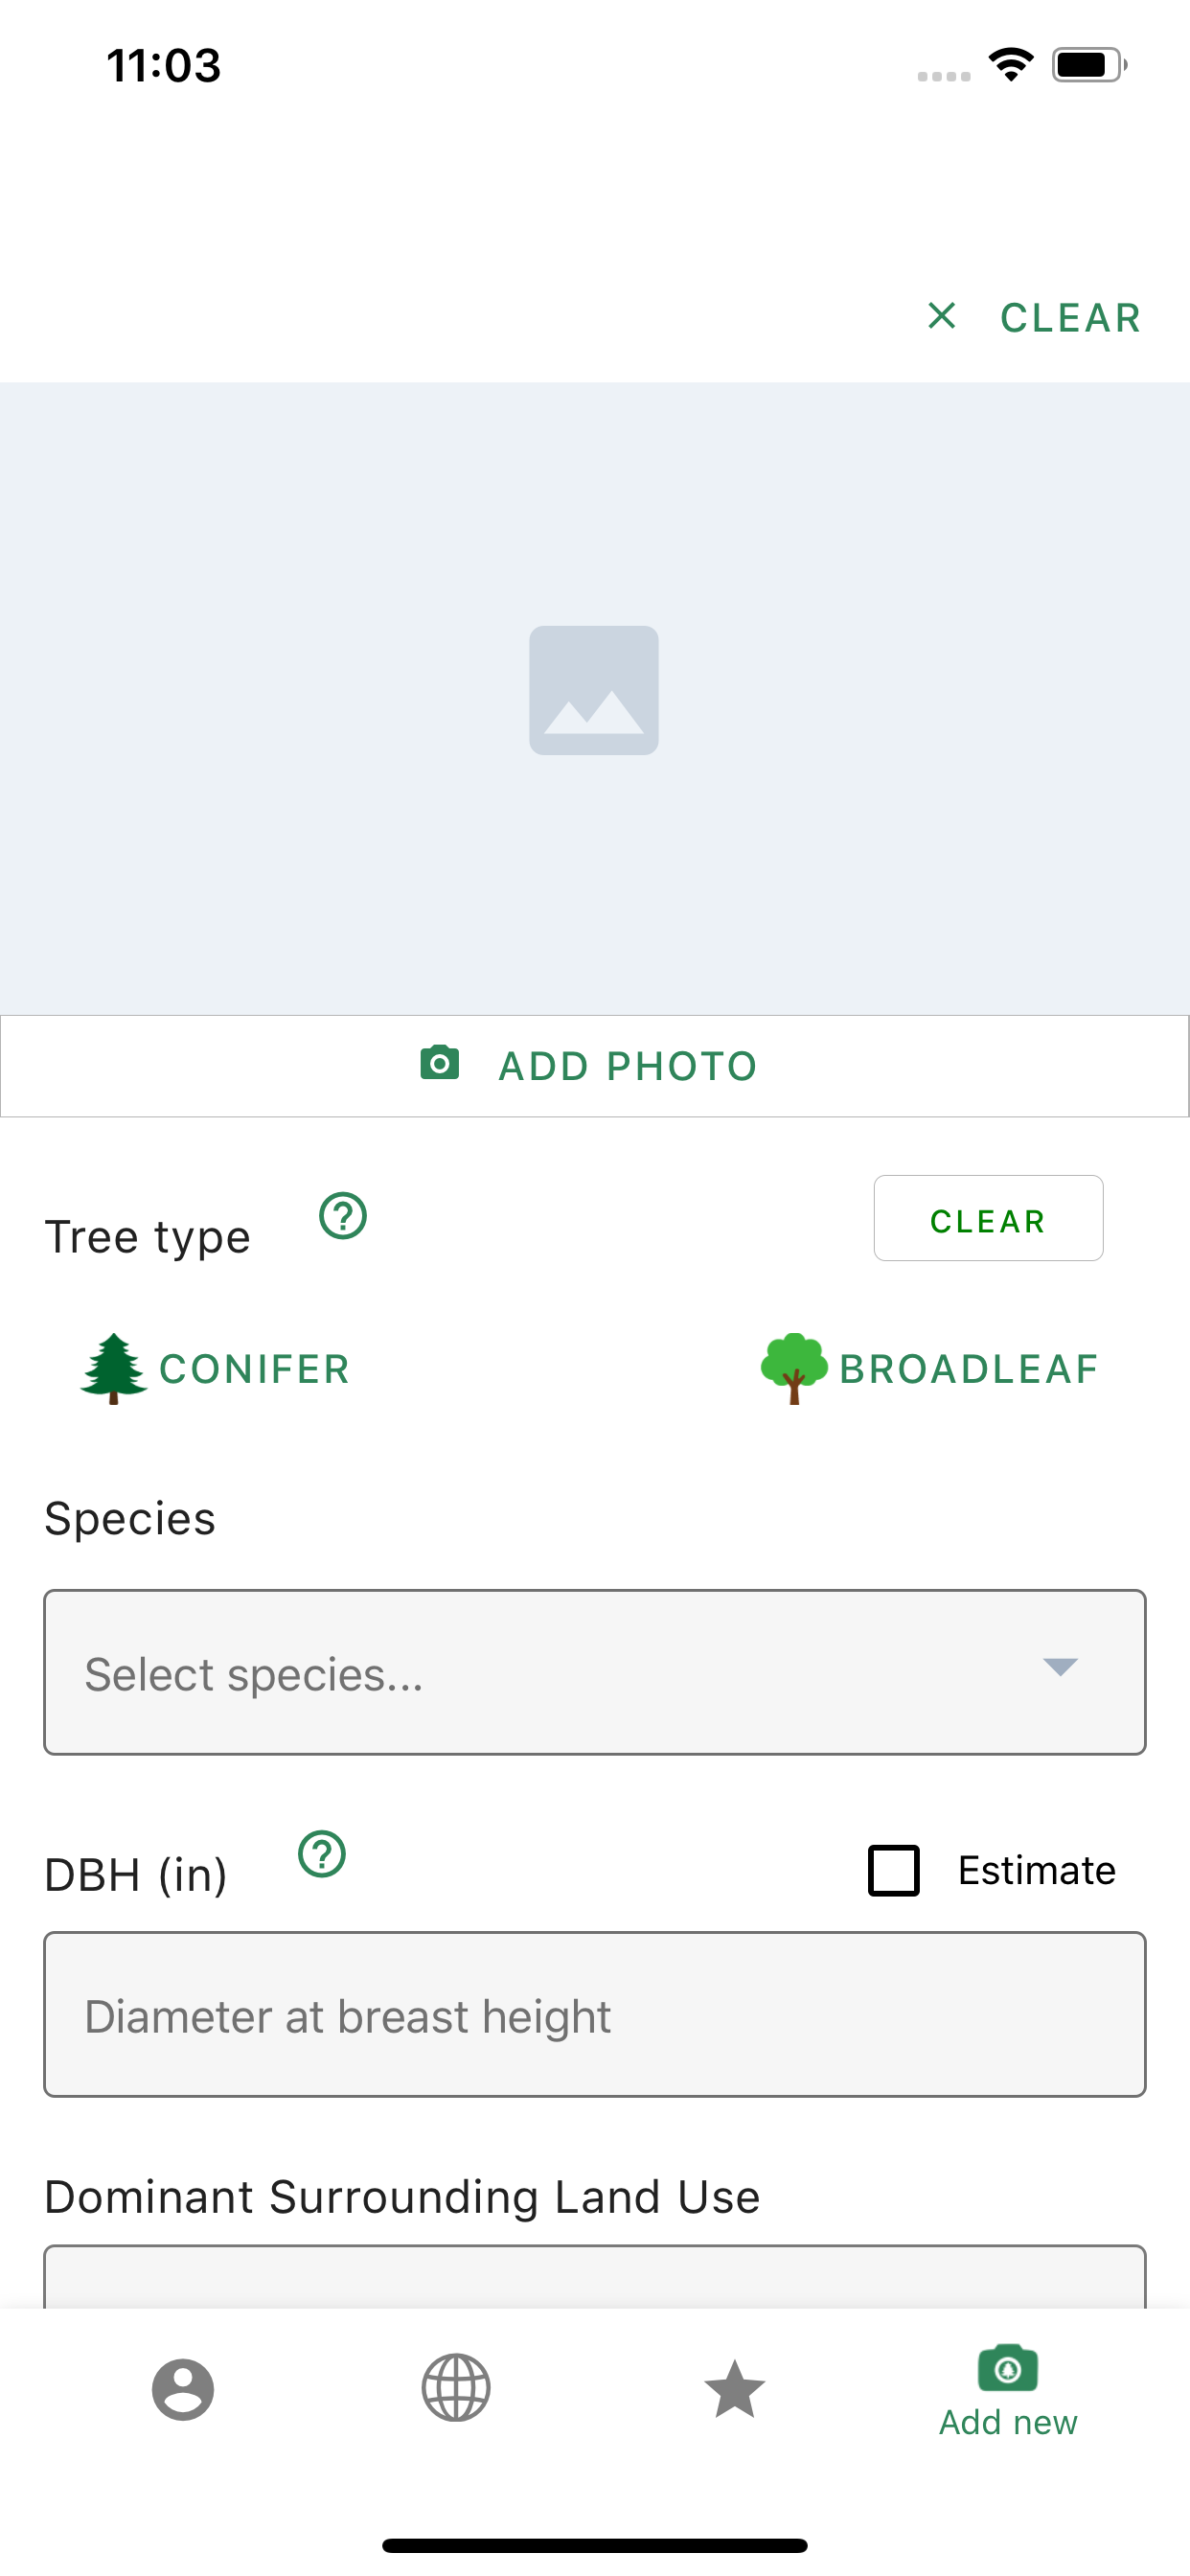 11:03
CLEAR
ADD PHOTO
Tree type
CLEAR
CONIFER
BROADLEAF
Species
Select species...
DBH (in)
Estimate
Diameter at breast height
Dominant Surrounding Land Use
Add new